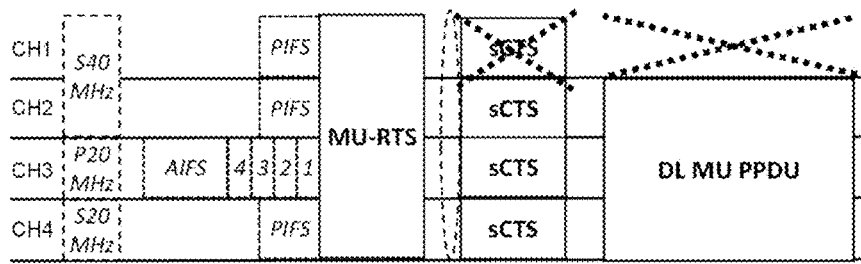 CH1 PIFS sCTS
S40
MHz
CH2 PIFS sCTS
MU-RTS
CH3 P20
MHz AIFS 4 3 2 1 sCTS DL MU PPDU
CH4 S20
MHz PIFS sCTS